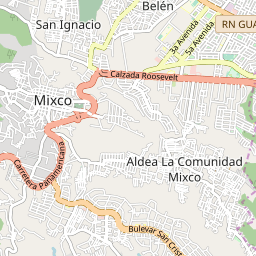 Belén
San Ignacio
RN GUA
3a Avenida
5a Avenida
Calzada Roosevelt
Mixco
Aldea La Comunidad
Mixco
Carretera Panamericana
Bulevar San Crist